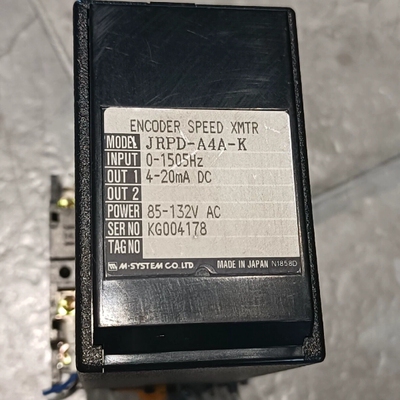 ENCODER SPEED XMTR
MODEL JRPD-A4A-K
INPUT 0-1505Hz
OUT 1 4-20mA DC
OUT 2
POWER 85-132V AC
SER NO KG004178
TAG NO
M-SYSTEM CO.,LTD MADE IN JAPAN N1858D